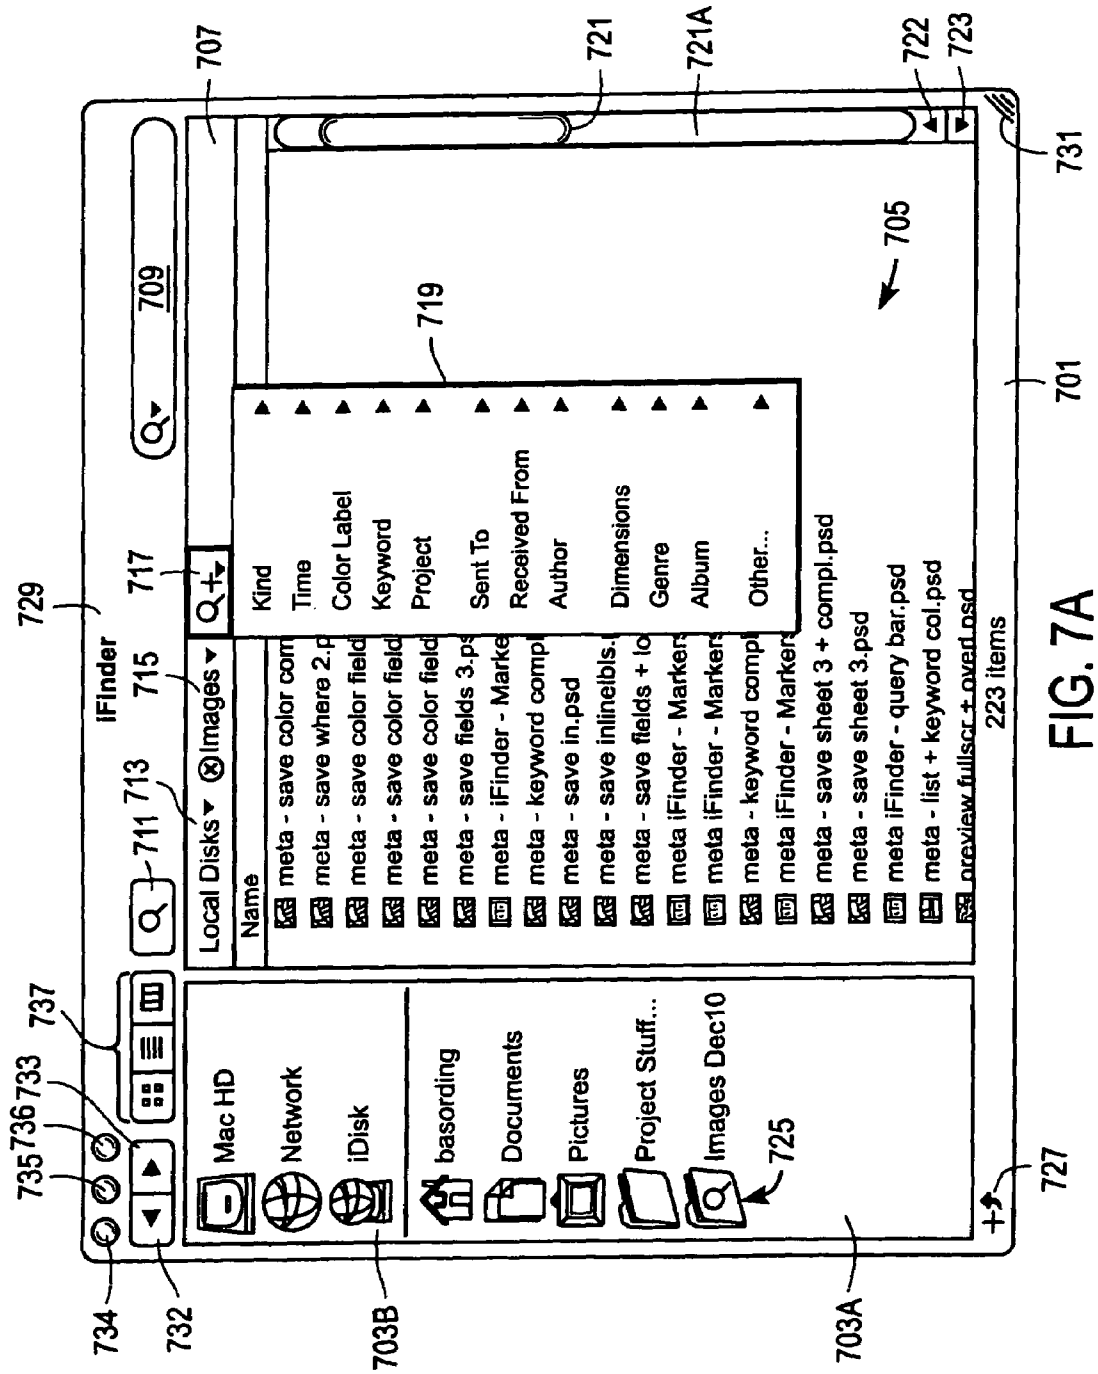 734
735
736
733
737
732
729
iFinder
709
711
713
715
717
707
Local Disks
Images
Name
Mac HD
Network
iDisk
basording
Documents
Pictures
Project Stuff...
Images Dec10
725
703B
703A
727
meta - save color com
meta - save where 2.p
meta - save color field
meta - save color field
meta - save color field
meta - save fields 3.ps
meta - iFinder - Marke
meta - keyword compl
meta - save in.psd
meta - save inlinelbls.
meta - save fields + lo
meta iFinder - Markers
meta iFinder - Markers
meta - keyword compl
meta iFinder - Markers
meta - save sheet 3 + compl.psd
meta - save sheet 3.psd
meta iFinder - query bar.psd
meta - list + keyword col.psd
preview fullscr + overl.psd
Kind
Time
Color Label
Keyword
Project
Sent To
Received From
Author
Dimensions
Genre
Album
Other...
719
721
721A
705
722
723
731
701
223 items
FIG. 7A